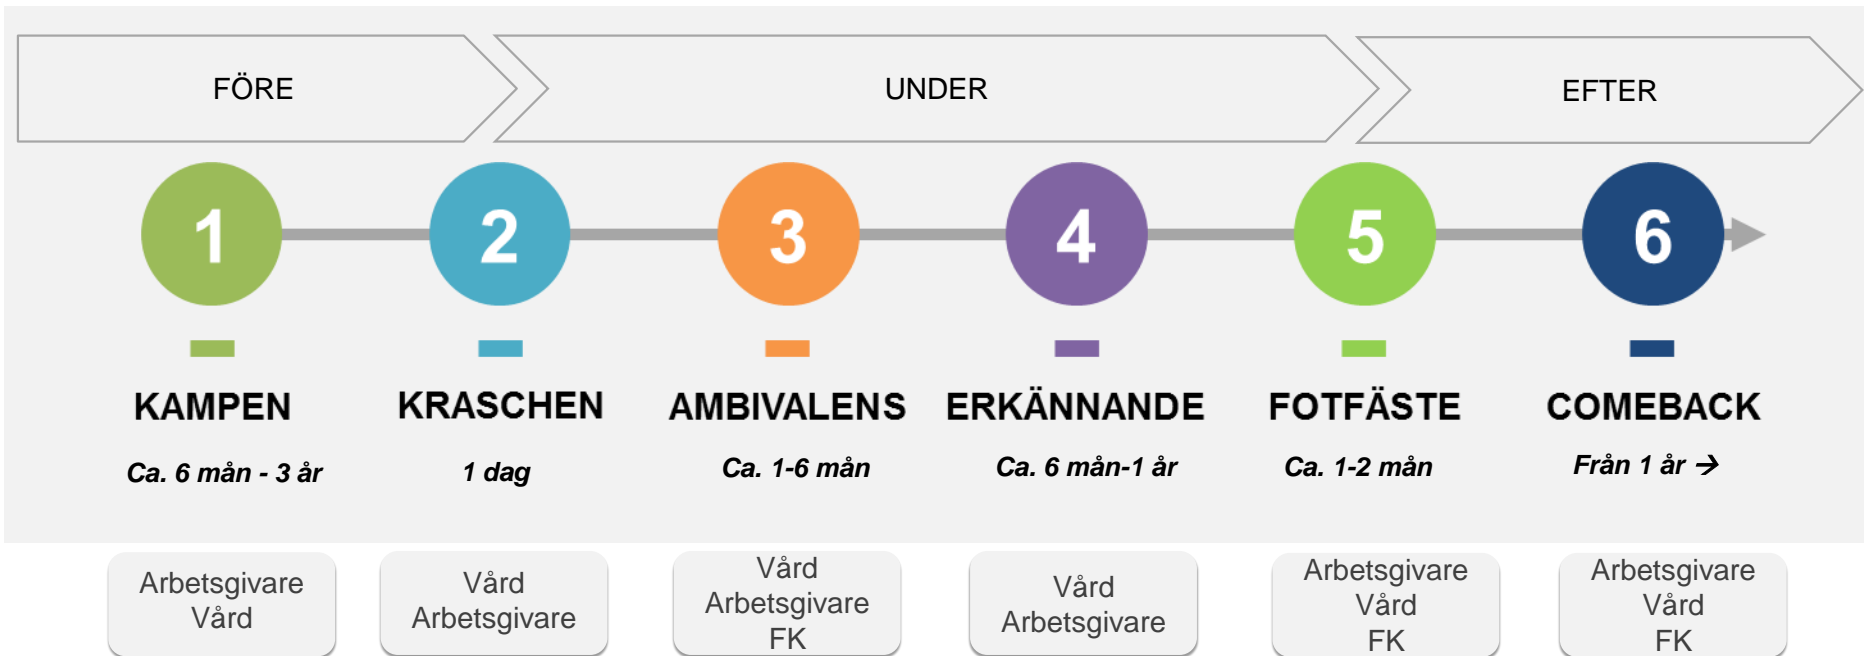 FÖRE
UNDER
EFTER
1
2
3
4
5
6
KAMPEN
KRASCHEN
AMBIVALENS
ERKÄNNANDE
FOTFÄSTE
COMEBACK
Ca. 6 mån - 3 år
1 dag
Ca. 1-6 mån
Ca. 6 mån-1 år
Ca. 1-2 mån
Från 1 år →
Arbetsgivare
Vård
Vård
Arbetsgivare
Vård
Arbetsgivare
FK
Vård
Arbetsgivare
Arbetsgivare
Vård
FK
Arbetsgivare
Vård
FK